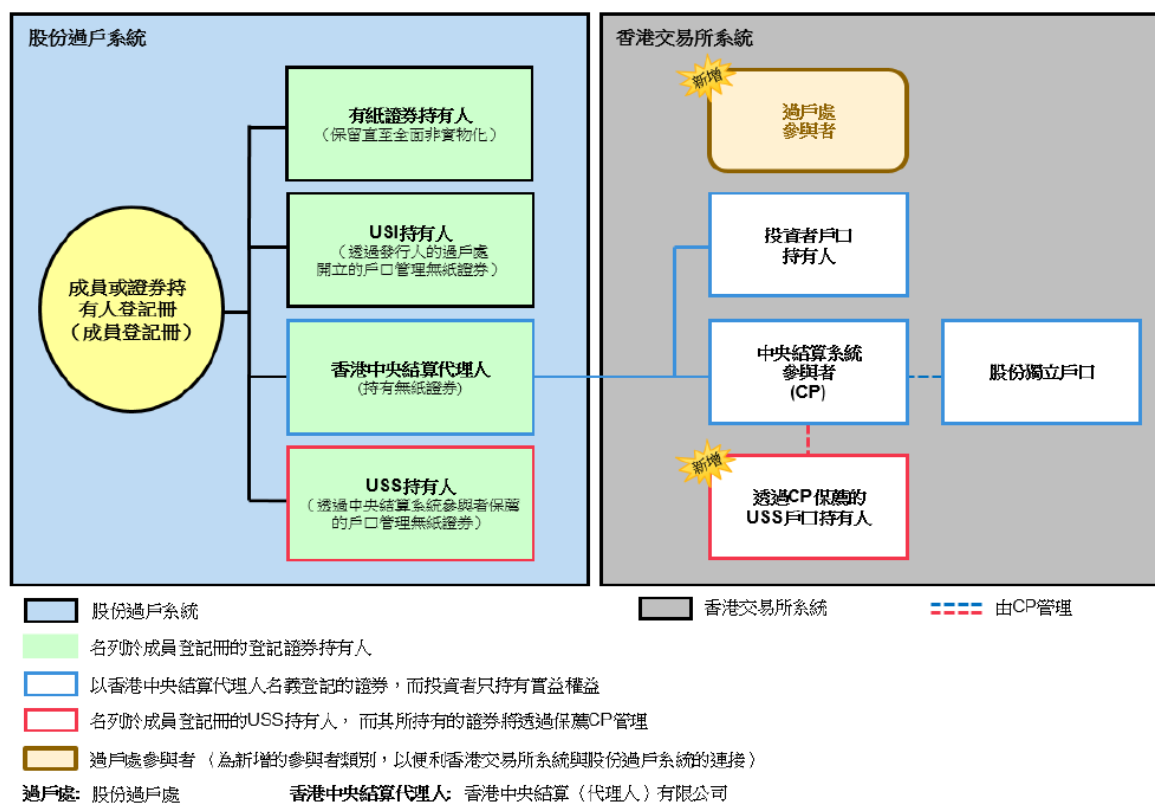 股份過戶系統
有紙證券持有人
（保留直至全面非實物化）
USI持有人
（透過發行人的過戶處
開立的戶口管理無紙證券）
成員或證券持
有人登記冊
（成員登記冊）
香港中央結算代理人
(持有無紙證券)
USS持有人
（透過中央結算系統參與者保薦
的戶口管理無紙證券）
香港交易所系統
新增
過戶處
參與者
投資者戶口
持有人
中央結算系統
參與者
(CP)
股份獨立戶口
新增
透過CP保薦的
USS戶口持有人
股份過戶系統
香港交易所系統
由CP管理
名列於成員登記冊的登記證券持有人
以香港中央結算代理人名義登記的證券，而投資者只持有實益權益
名列於成員登記冊的USS持有人， 而其所持有的證券將透過保薦CP管理
過戶處參與者 （為新增的參與者類別，以便利香港交易所系統與股份過戶系統的連接）
過戶處: 股份過戶處 香港中央結算代理人: 香港中央結算（代理人）有限公司